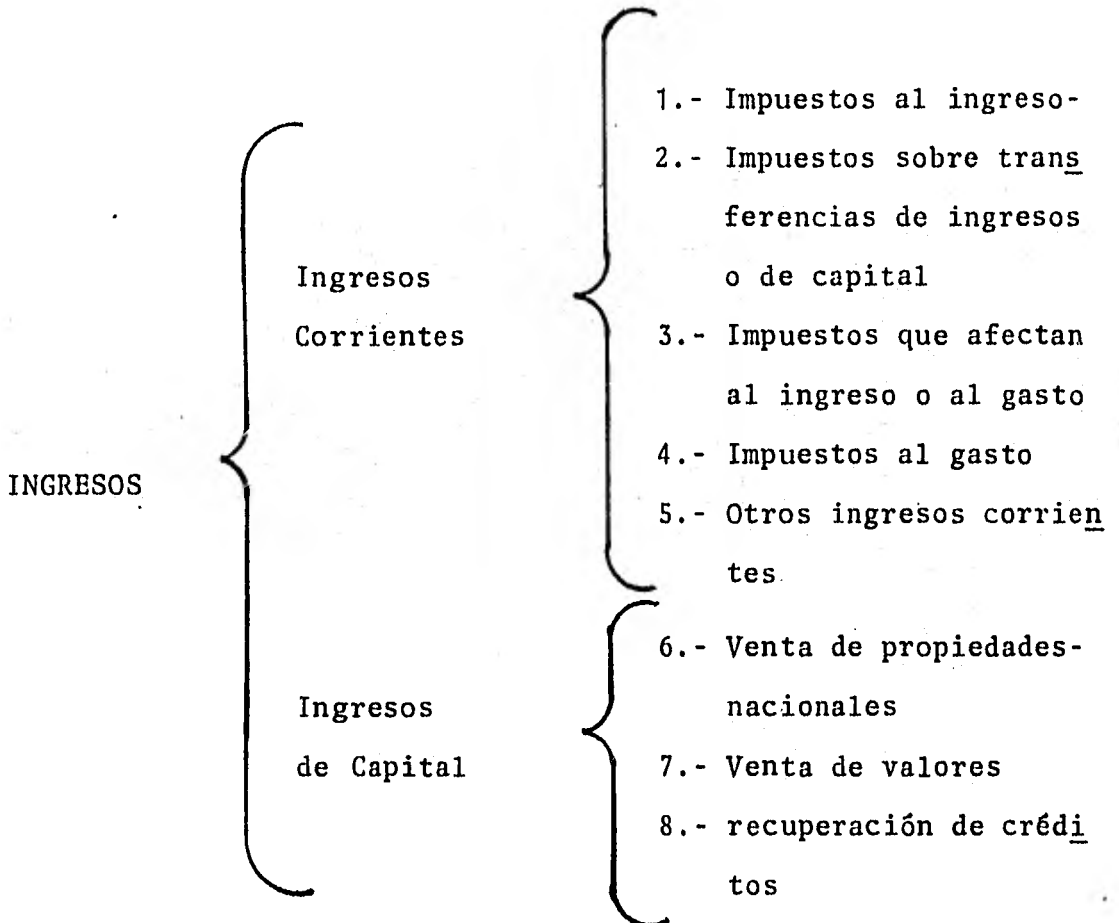 INGRESOS
Ingresos
Corrientes
1.- Impuestos al ingreso-
2.- Impuestos sobre trans
ferencias de ingresos
o de capital
3.- Impuestos que afectan
al ingreso o al gasto
4.- Impuestos al gasto
5.- Otros ingresos corrien
tes
Ingresos
de Capital
6.- Venta de propiedades-
nacionales
7.- Venta de valores
8.- recuperación de crédi
tos